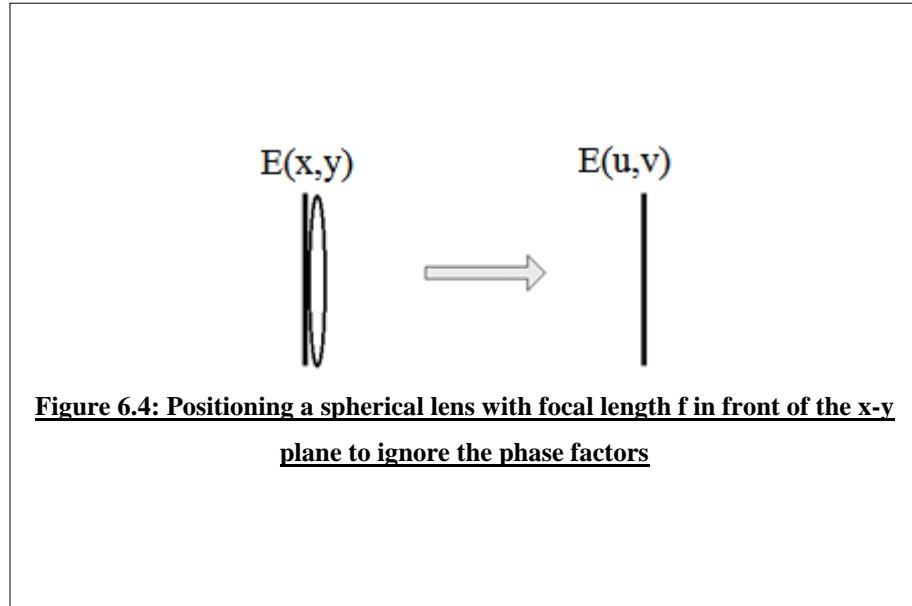 E(x,y) E(u,v)
Figure 6.4: Positioning a spherical lens with focal length f in front of the x-y
plane to ignore the phase factors